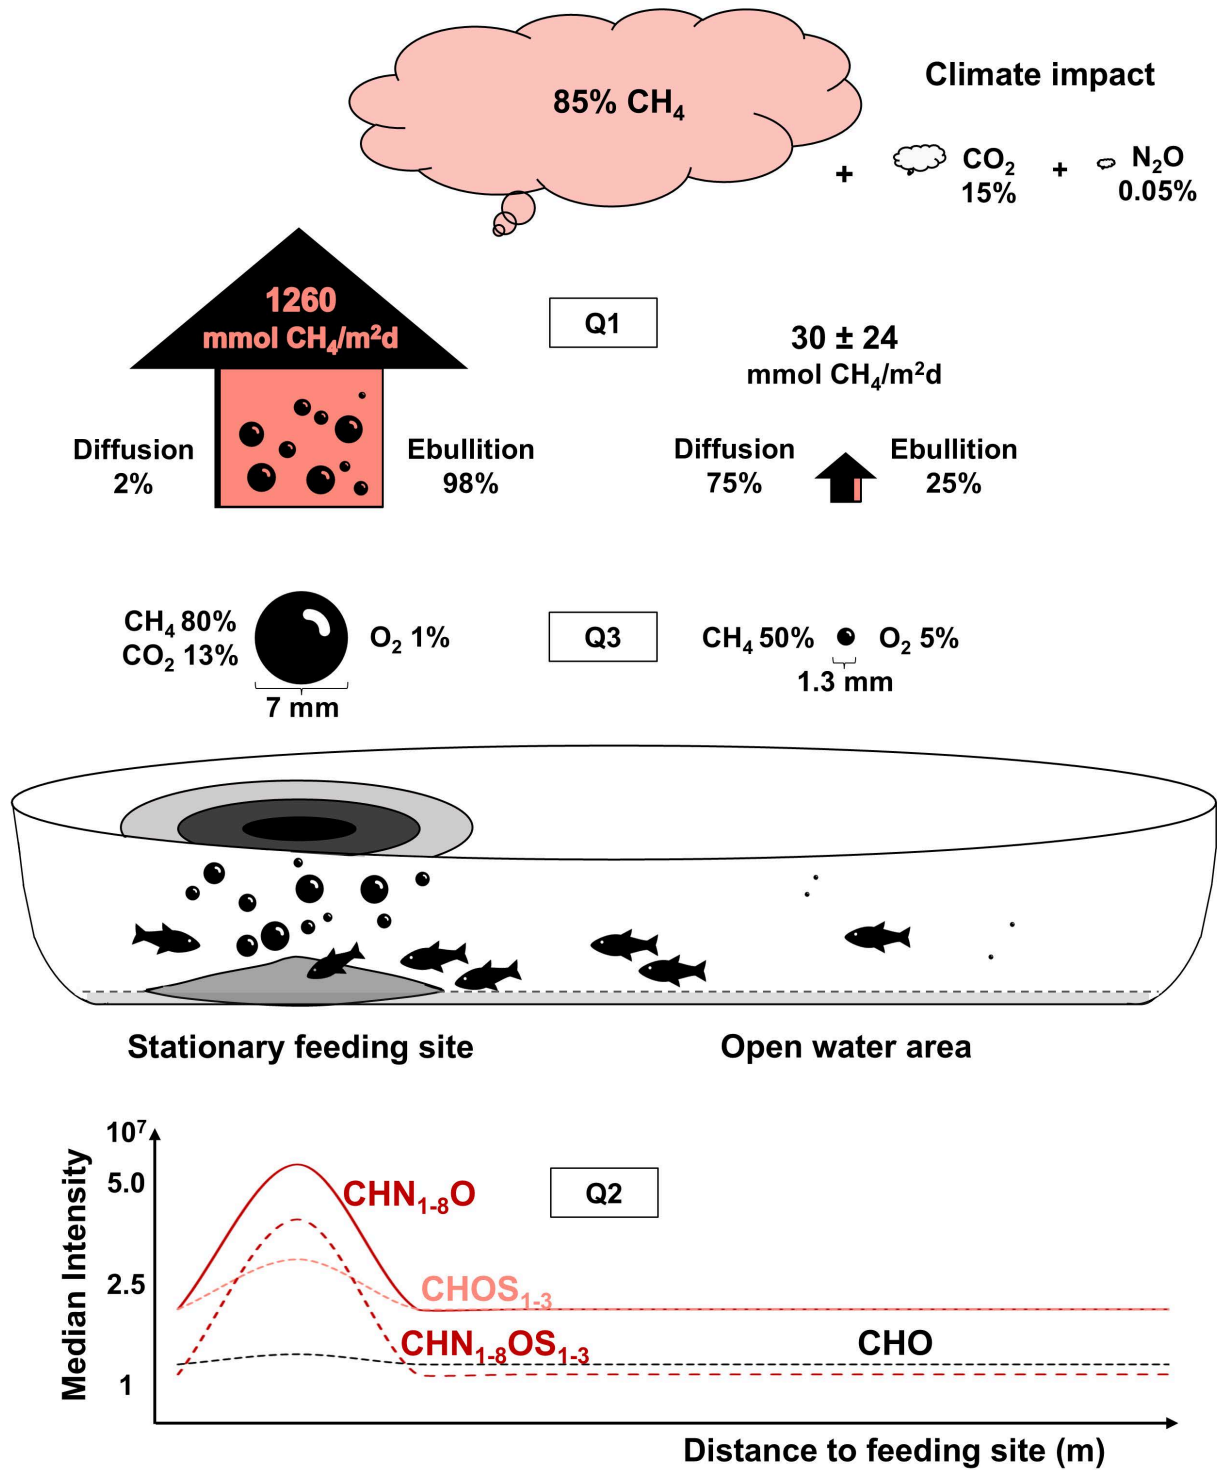 85% CH₄
Climate impact
+
CO₂
15%
+
N₂O
0.05%
1260
mmol CH₄/m²d
Q1
30 ± 24
mmol CH₄/m²d
Diffusion
2%
Ebullition
98%
Diffusion
75%
Ebullition
25%
CH₄ 80%
CO₂ 13%
O₂ 1%
7 mm
Q3
CH₄ 50%
O₂ 5%
1.3 mm
Stationary feeding site
Open water area
10⁷
5.0
2.5
1
Median Intensity
CHN₁₋₈O
Q2
CHOS₁₋₃
CHN₁₋₈OS₁₋₃
CHO
Distance to feeding site (m)